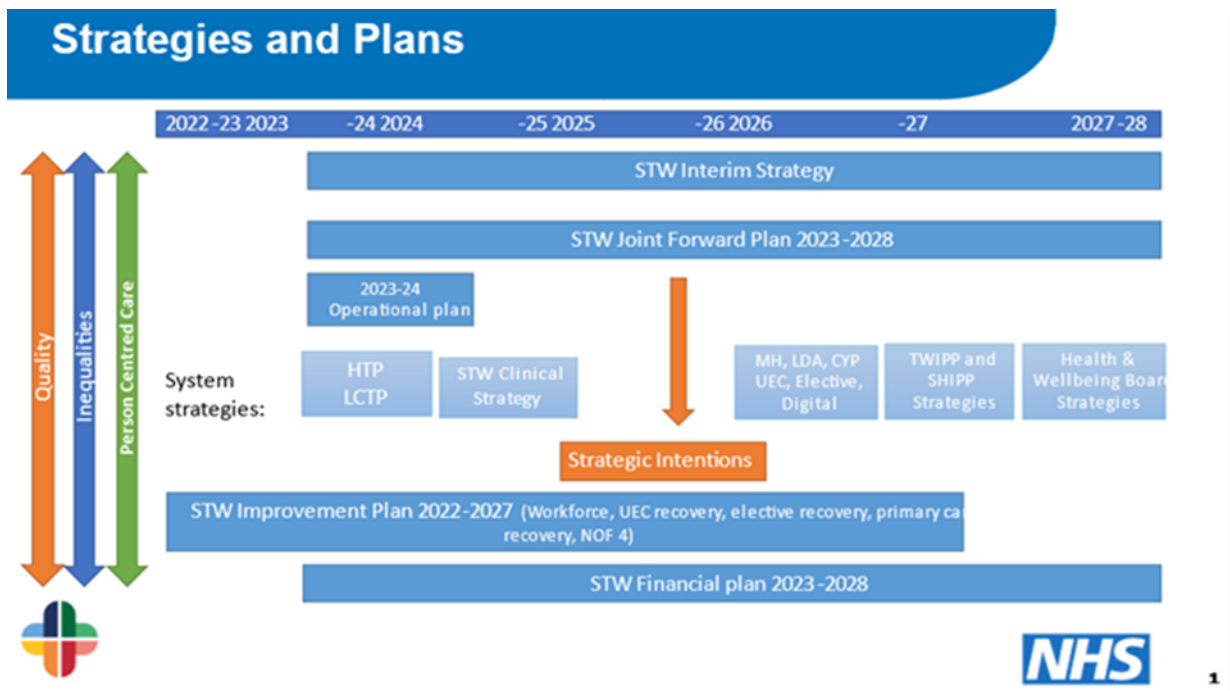 Strategies and Plans
2022-23 2023 -24 2024 -25 2025 -26 2026 -27 2027-28
STW Interim Strategy
STW Joint Forward Plan 2023-2028
2023-24
Operational plan
Quality
Inequalities
Person Centred Care
System
strategies:
HTP
LCTP
STW Clinical
Strategy
MH, LDA, CYP
UEC, Elective,
Digital
TWIPP and
SHIPP
Strategies
Health &
Wellbeing Boar
Strategies
Strategic Intentions
STW Improvement Plan 2022-2027 (Workforce, UEC recovery, elective recovery, primary ca
recovery, NOF 4)
STW Financial plan 2023-2028
NHS
1